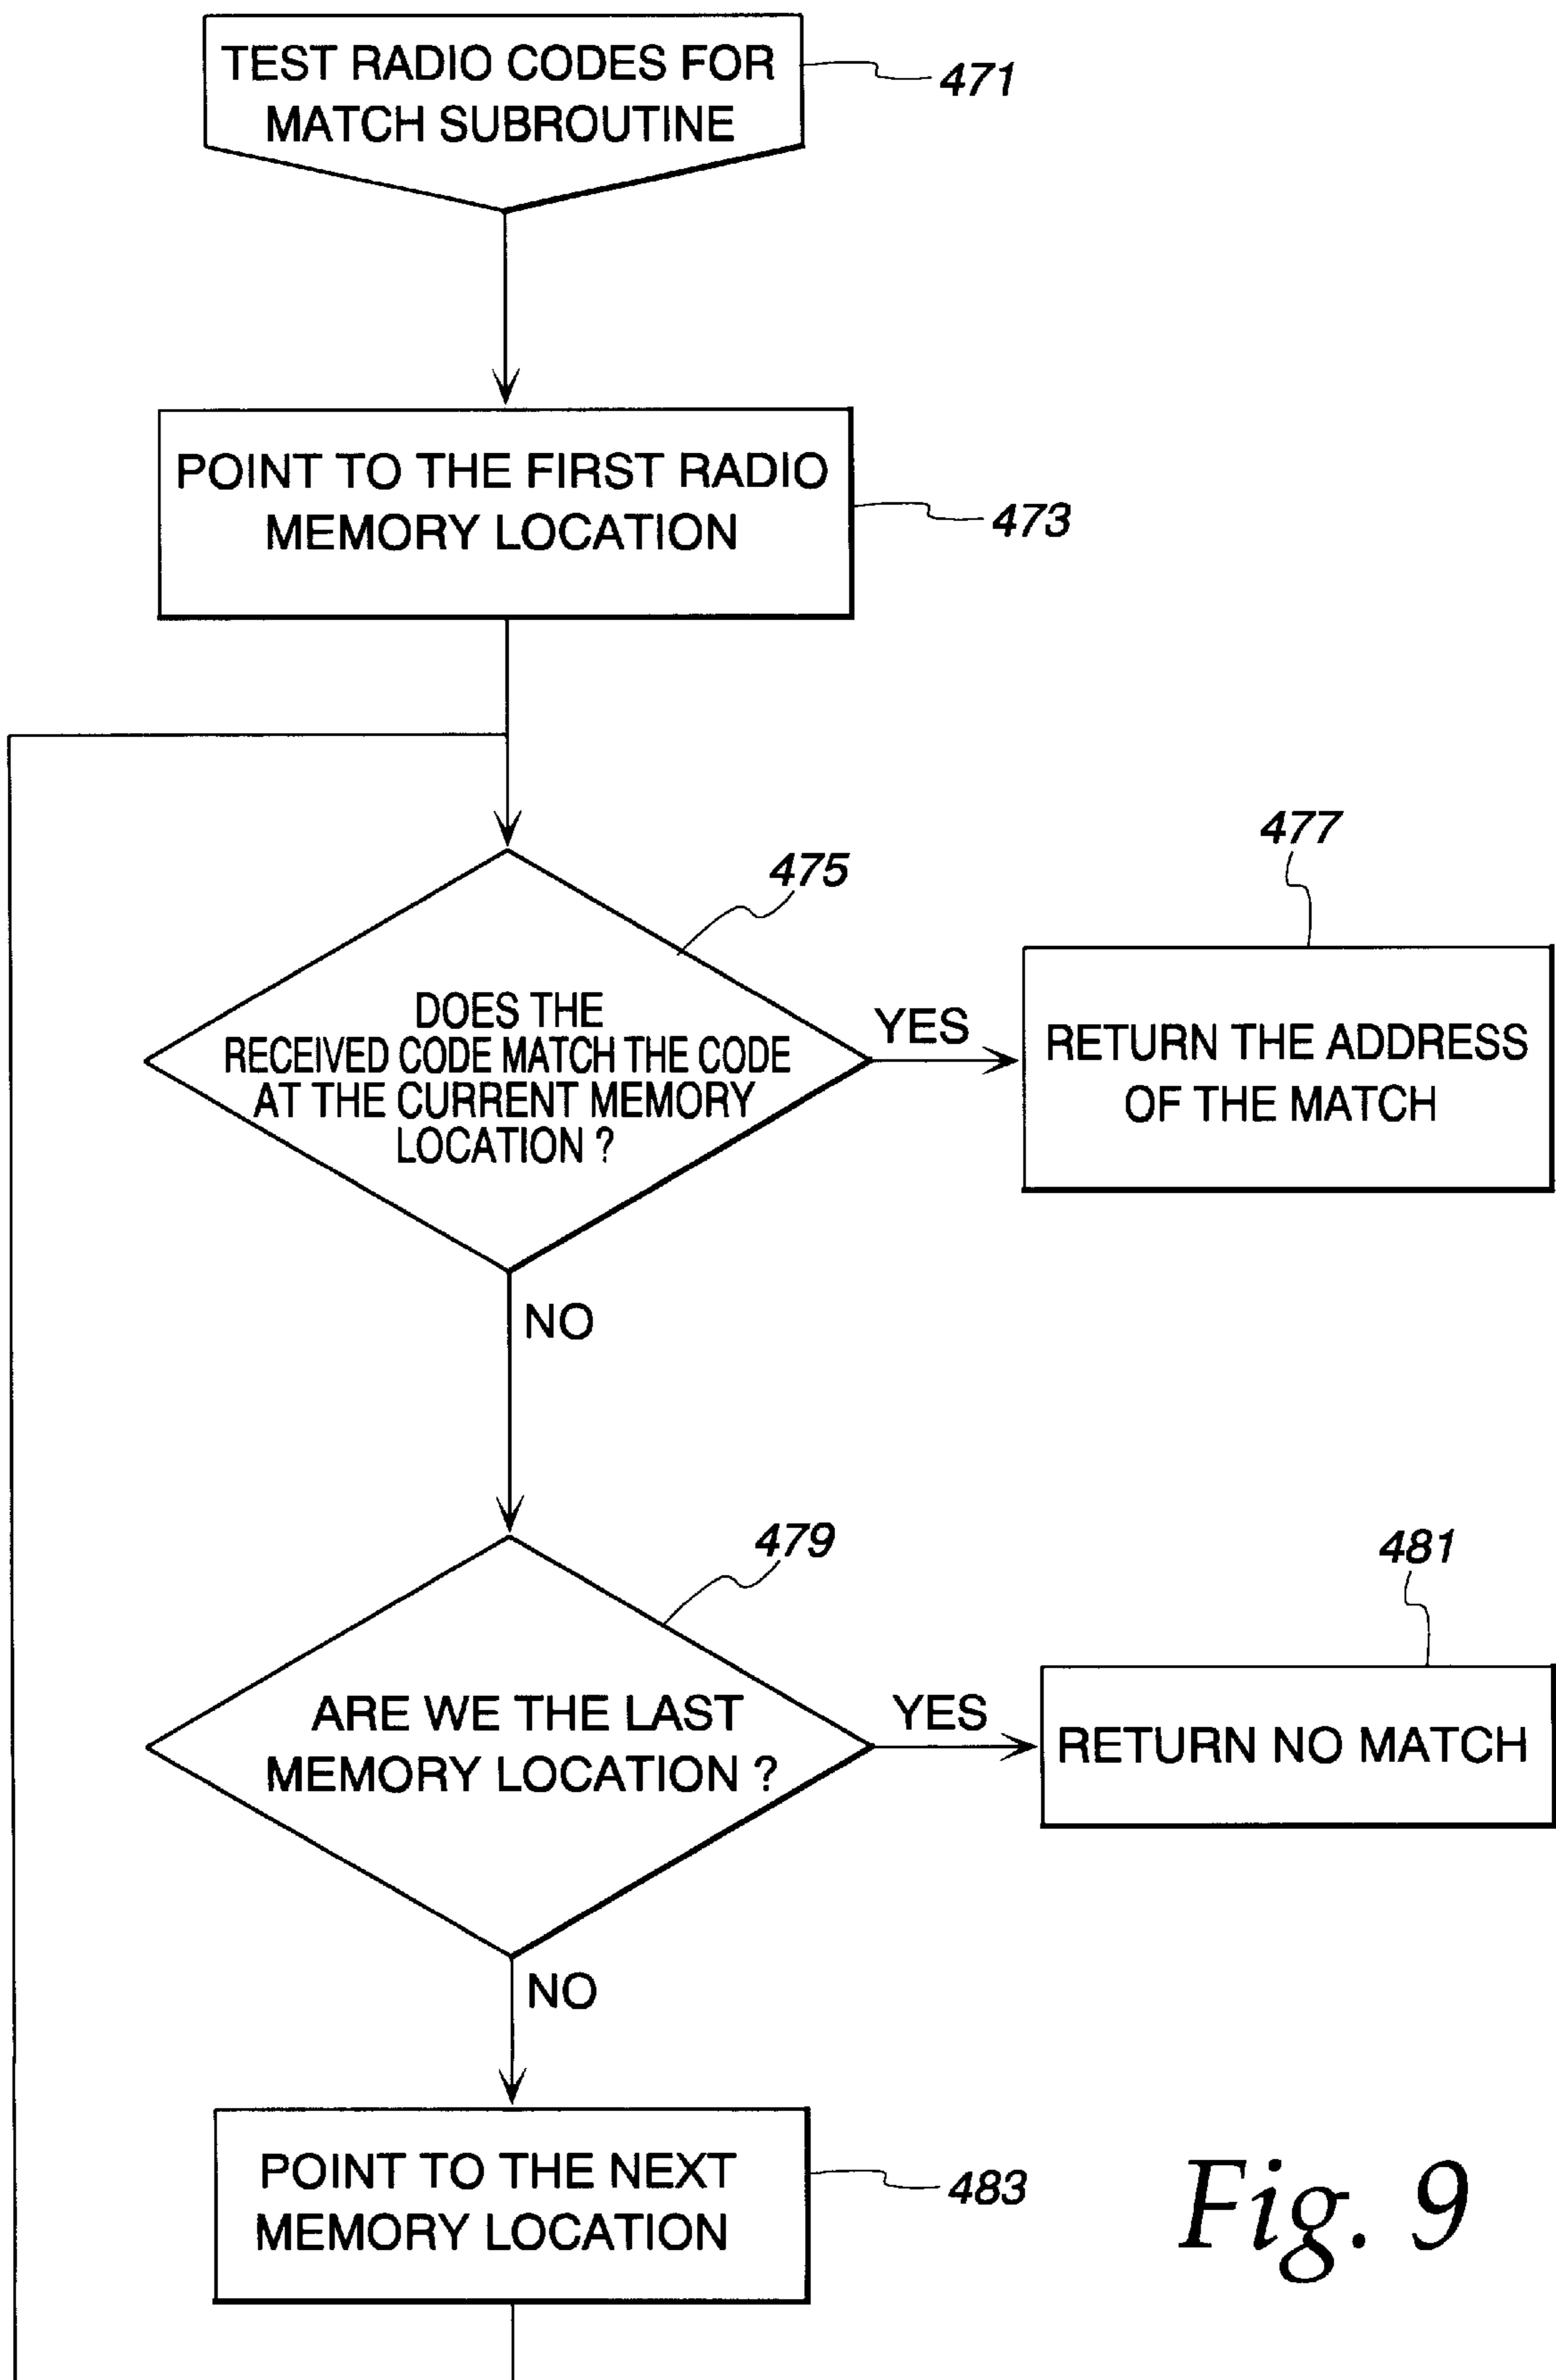 TEST RADIO CODES FOR
MATCH SUBROUTINE
471
POINT TO THE FIRST RADIO
MEMORY LOCATION
473
475
477
DOES THE
RECEIVED CODE MATCH THE CODE
AT THE CURRENT MEMORY
LOCATION ?
YES
RETURN THE ADDRESS
OF THE MATCH
NO
479
481
ARE WE THE LAST
MEMORY LOCATION ?
YES
RETURN NO MATCH
NO
POINT TO THE NEXT
MEMORY LOCATION
483
Fig. 9